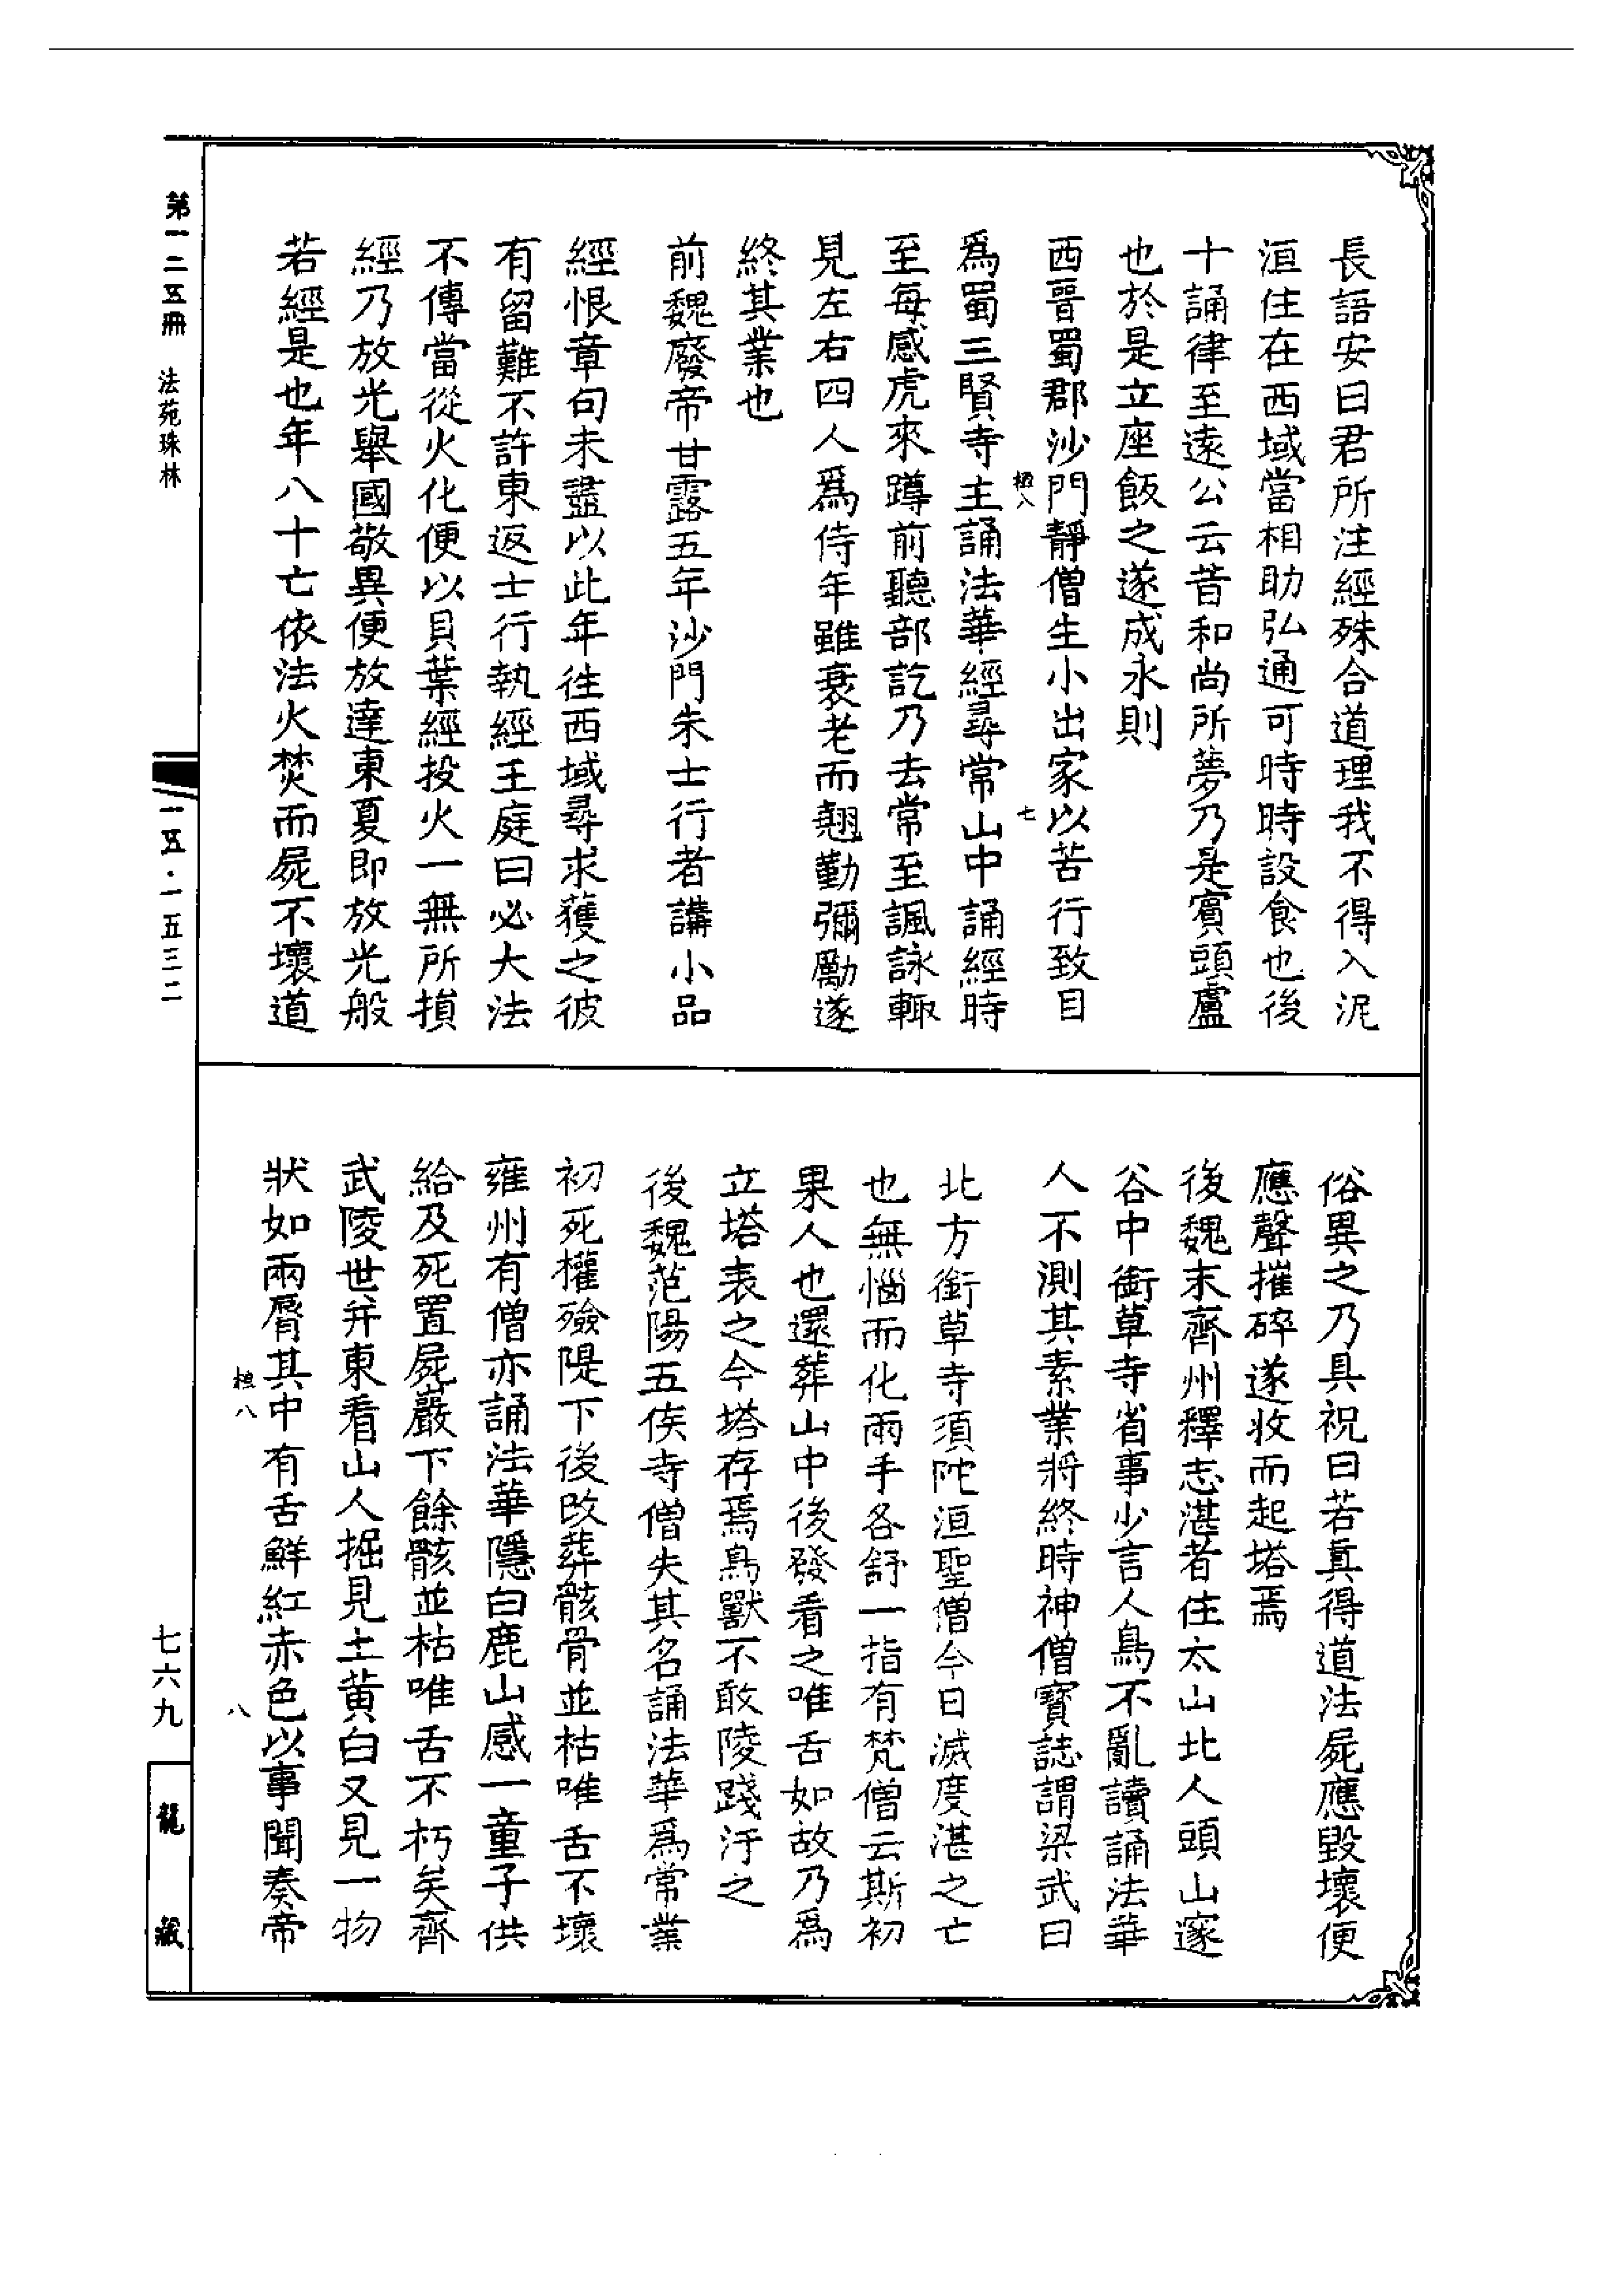 長語安曰君所注經殊合道理我不得入泥
洹住在西域當相助弘通可時時設食也後
十誦律至遠公云昔和尚所夢乃是賓頭盧
也於是立座飯之遂成永則
西晉蜀郡沙門靜僧生小出家以苦行致目
八
七
爲蜀三賢寺主誦法華經尋常山中誦經時
至每感虎來蹲前聽部訖乃去常至諷詠輙
見左右四人爲侍年雖衰老而翹勤彌勵遂
終其業也
前魏廢帝甘露五年沙門朱士行者講小品
經恨章句未盡以此年往西域尋求獲之彼
有留難不許東返士行執經王庭曰必大法
不傳當從火化便以貝葉經投火一無所損
經乃放光舉國敬異便放達東夏即放光般
若經是也年八十亡依法火焚而屍不壞道
俗異之乃具祝曰若真得道法屍應毀壞便
應聲摧碎遂收而起塔焉
後魏末齊州釋志湛者住太山北人頭山邃
谷中銜草寺省事少言人鳥不亂讀誦法華
人不測其素業將終時神僧寶誌謂梁武曰
北方銜草寺須陀洹聖僧今日滅度湛之亡
也無惱而化兩手各舒一指有梵僧云斯初
果人也還葬山中後發看之唯舌如故乃爲
立塔表之今塔存焉鳥獸不敢陵踐汙之
後魏范陽五侯寺僧失其名誦法華爲常業
初死權殮隄下後改葬骸骨並枯唯舌不壞
雍州有僧亦誦法華隱白鹿山感一童子供
給及死置屍巖下餘骸並枯唯舌不朽矣齊
武陵世并東看山人掘見土黃白又見一物
狀如兩脣其中有舌鮮紅赤色以事聞奏帝
八
八
第一二五冊 法苑珠林
一五·一五三二
七六九
龍藏